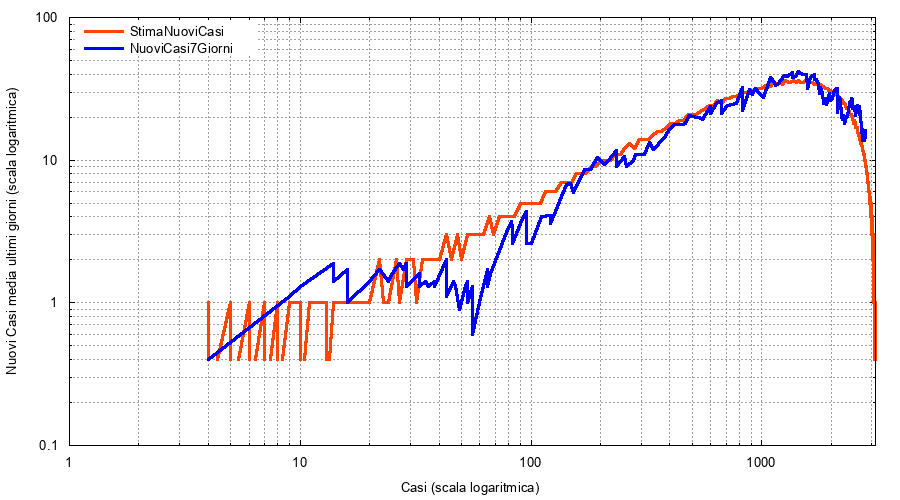 100
StimaNuoviCasi
NuoviCasi7Giorni
10
1
0.1
Nuovi Casi media ultimi giorni (scala logaritmica)
1
10
100
1000
Casi (scala logaritmica)